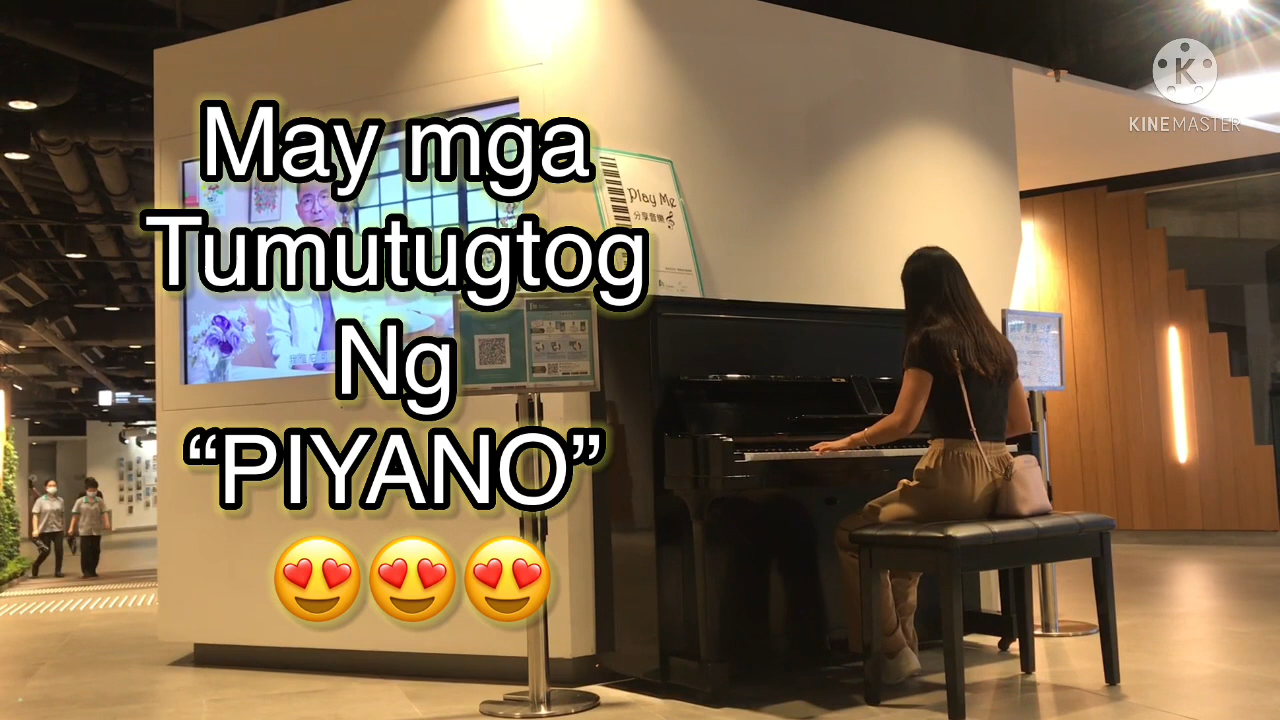 May mga
Tumutugtog
Ng
“PIYANO”
😍😍😍
K
KINEMASTER
Play Me
分享音樂